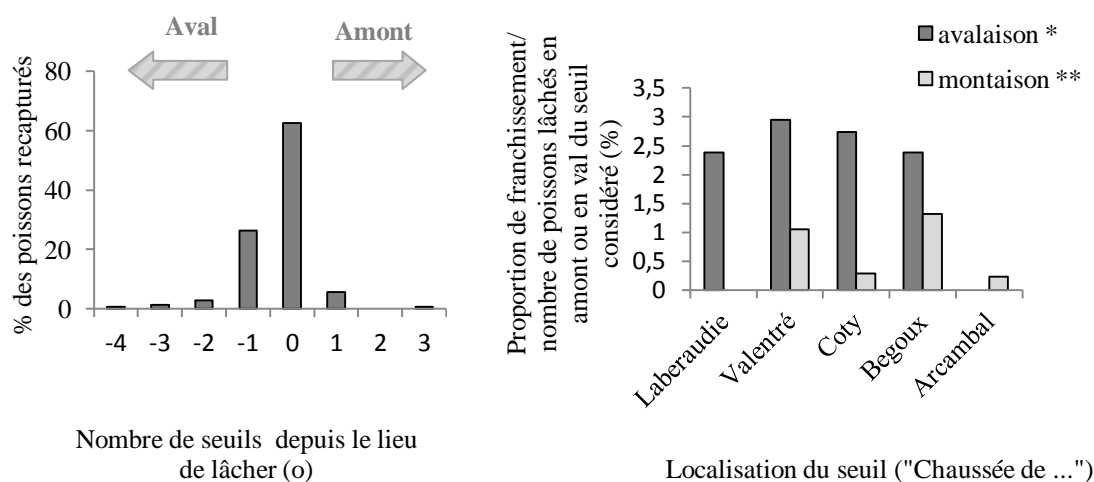 Aval
Amont
% des poissons recapturés
80
60
40
20
0
-4 -3 -2 -1 0 1 2 3
Nombre de seuils depuis le lieu
de lâcher (0)
avalaison *
montaison **
Proportion de franchissement/
nombre de poissons lâchés en
amont ou en val du seuil
considéré (%)
3,5
3
2,5
2
1,5
1
0,5
0
Laberaudie
Valentré
Coty
Begoux
Arcambal
Localisation du seuil ("Chaussée de ...")